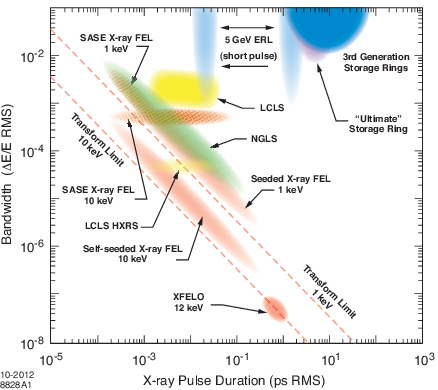 SASE X-ray FEL
1 keV
5 GeV ERL
(short pulse)
3rd Generation
Storage Rings
LCLS
"Ultimate"
Storage Ring
NGLS
Transform Limit
10 keV
SASE X-ray FEL
10 keV
Seeded X-ray FEL
1 keV
LCLS HXRS
Self-seeded X-ray FEL
10 keV
XFELO
12 keV
Transform Limit
1 keV
Bandwidth (ΔE/E RMS)
10⁻²
10⁻⁴
10⁻⁶
10⁻⁸
10⁻⁵
10⁻³
10⁻¹
10¹
10³
X-ray Pulse Duration (ps RMS)
10-2012
8828A1